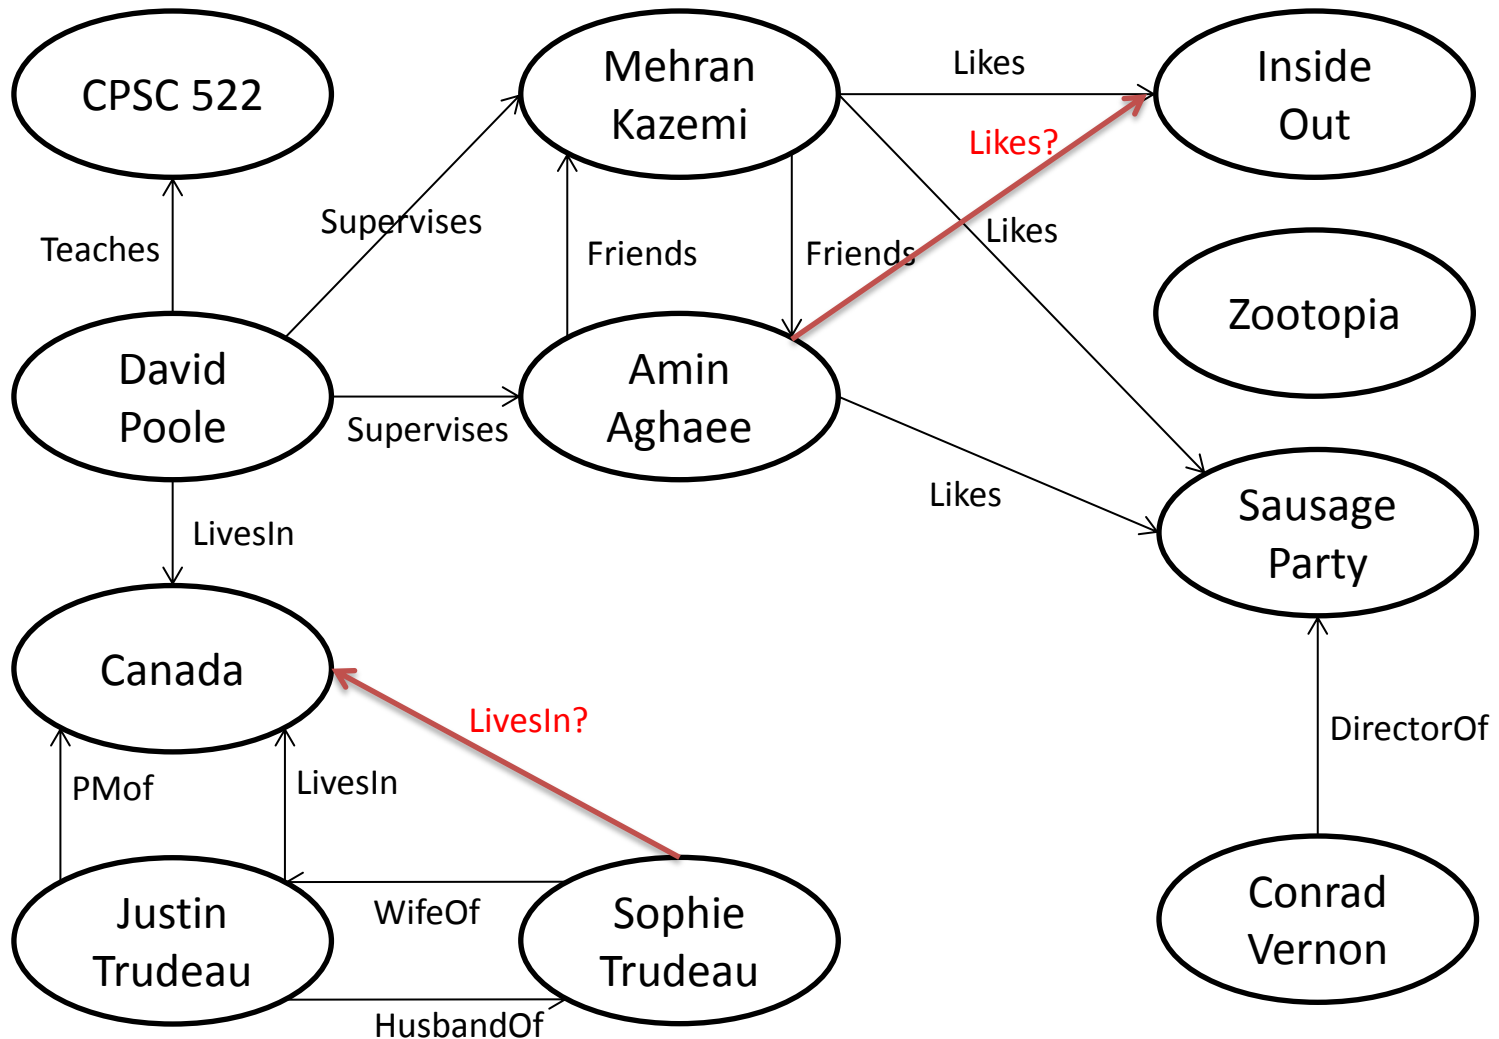 CPSC 522
Mehran
Kazemi
Likes
Inside
Out
Likes?
Supervises
Teaches
Friends
Friends
Likes
Zootopia
David
Poole
Supervises
Amin
Aghaee
Likes
Sausage
Party
LivesIn
Canada
LivesIn?
DirectorOf
PMof
LivesIn
Justin
Trudeau
WifeOf
HusbandOf
Sophie
Trudeau
Conrad
Vernon